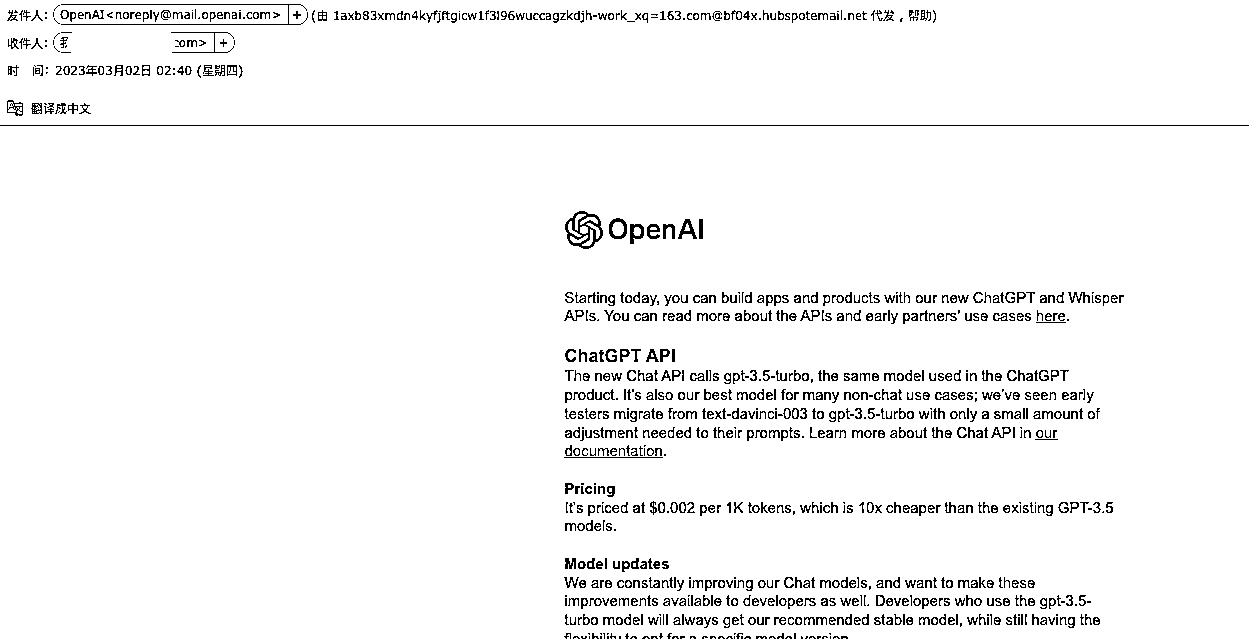 发件人： OpenAI<noreply@mail.openai.com> + (由 1axb83xmdn4kyfjftgicw1f3l96wuccagzkdjh-work_xq=163.com@bf04x.hubspotemail.net 代发，帮助)
收件人： com> +
时 间：2023年03月02日 02:40 (星期四)
翻译成中文
OpenAI
Starting today, you can build apps and products with our new ChatGPT and Whisper
APIs. You can read more about the APIs and early partners' use cases here.
ChatGPT API
The new Chat API calls gpt-3.5-turbo, the same model used in the ChatGPT
product. It's also our best model for many non-chat use cases; we've seen early
testers migrate from text-davinci-003 to gpt-3.5-turbo with only a small amount of
adjustment needed to their prompts. Learn more about the Chat API in our
documentation.
Pricing
It's priced at $0.002 per 1K tokens, which is 10x cheaper than the existing GPT-3.5
models.
Model updates
We are constantly improving our Chat models, and want to make these
improvements available to developers as well. Developers who use the gpt-3.5-
turbo model will always get our recommended stable model, while still having the
flexibility to opt for a specific model version.